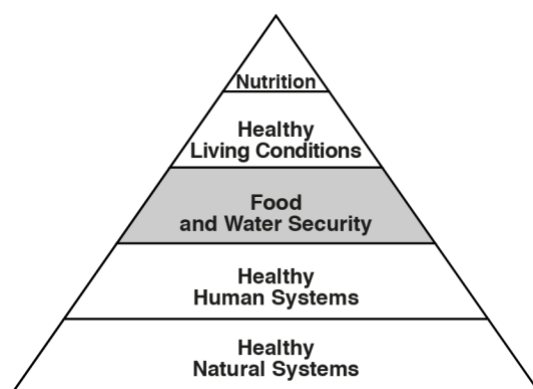 Nutrition
Healthy
Living Conditions
Food
and Water Security
Healthy
Human Systems
Healthy
Natural Systems